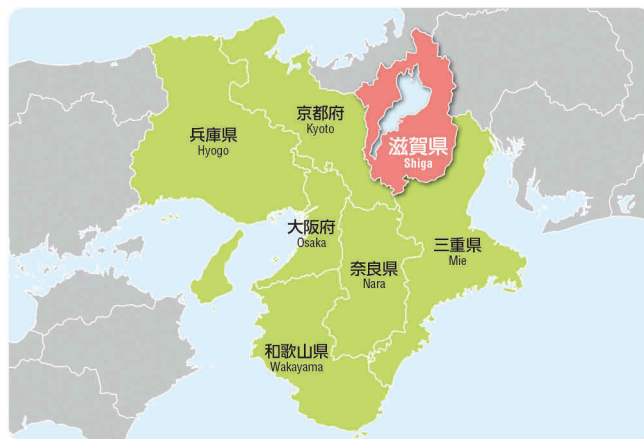 京都府
Kyoto
兵庫県
Hyogo
滋賀県
Shiga
大阪府
Osaka
三重県
Mie
奈良県
Nara
和歌山県
Wakayama